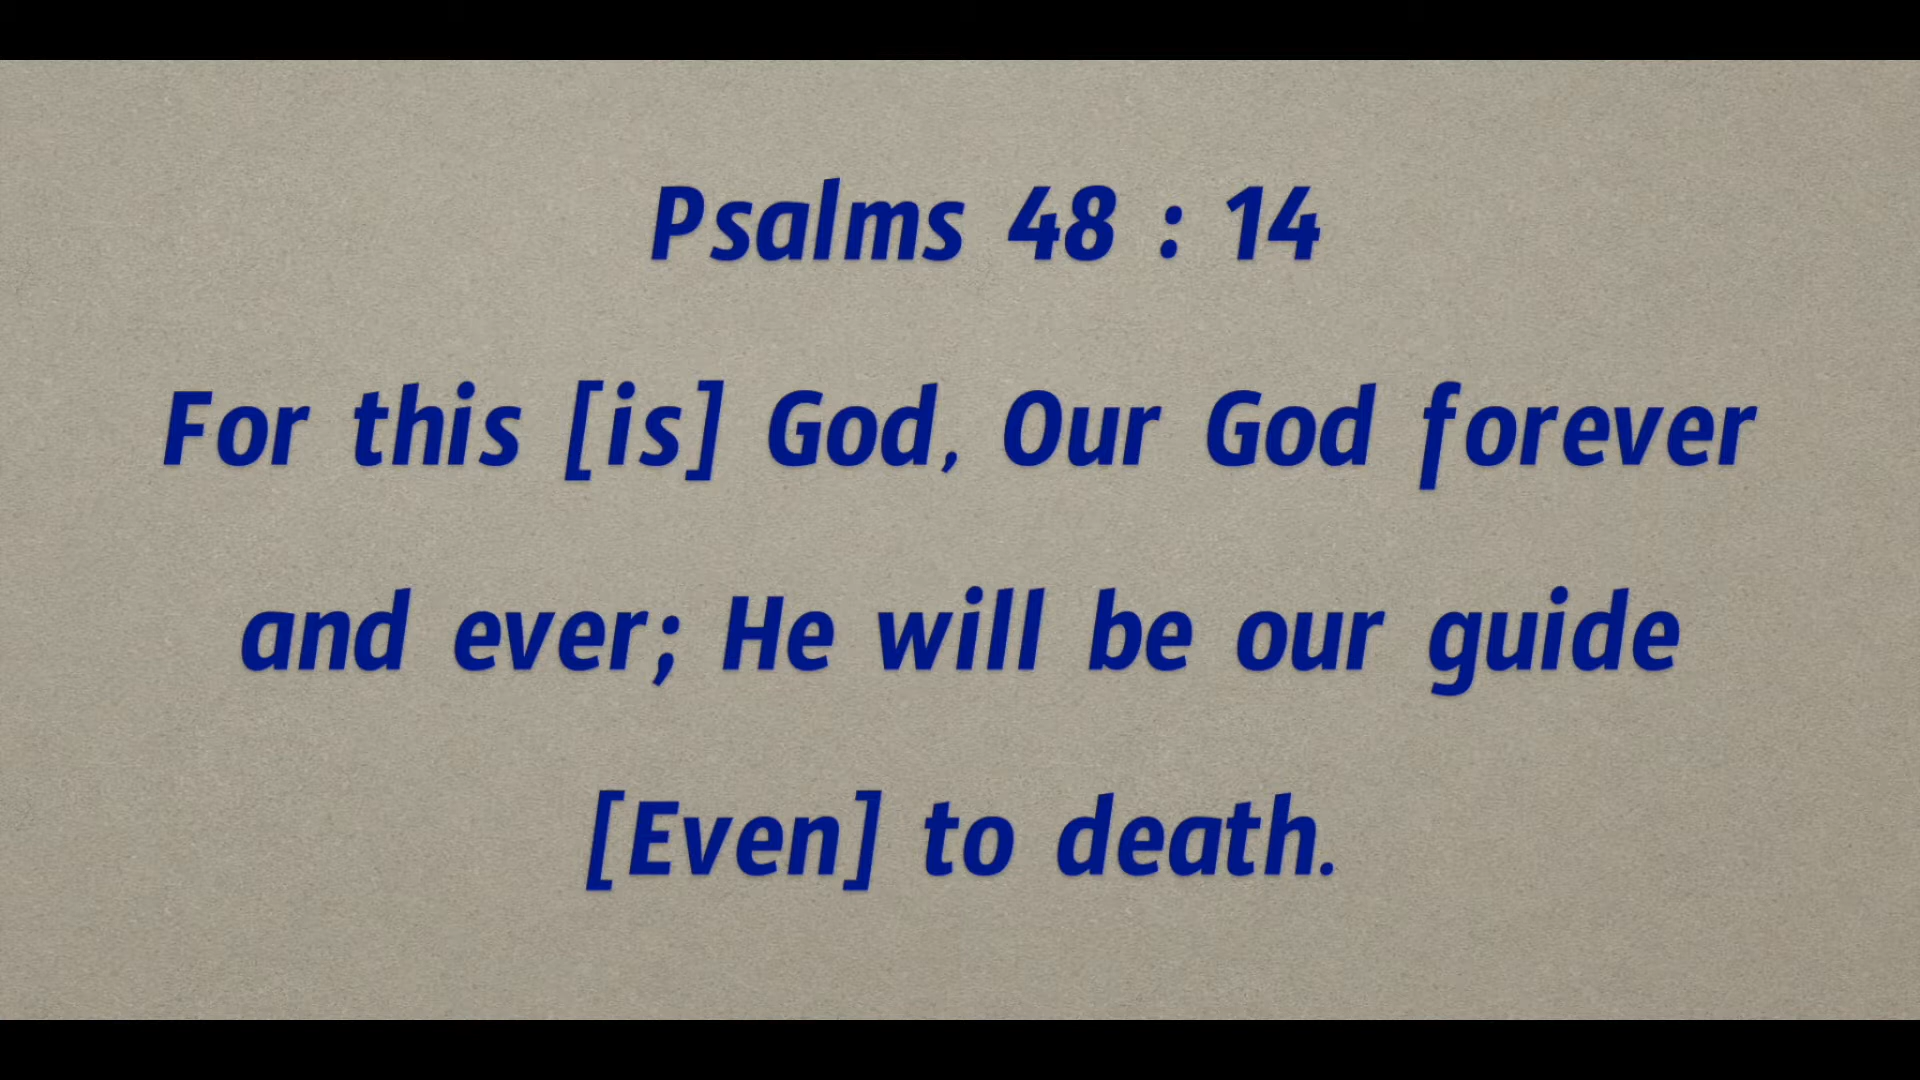 Psalms 48 : 14
For this [is] God, Our God forever
and ever; He will be our guide
[Even] to death.